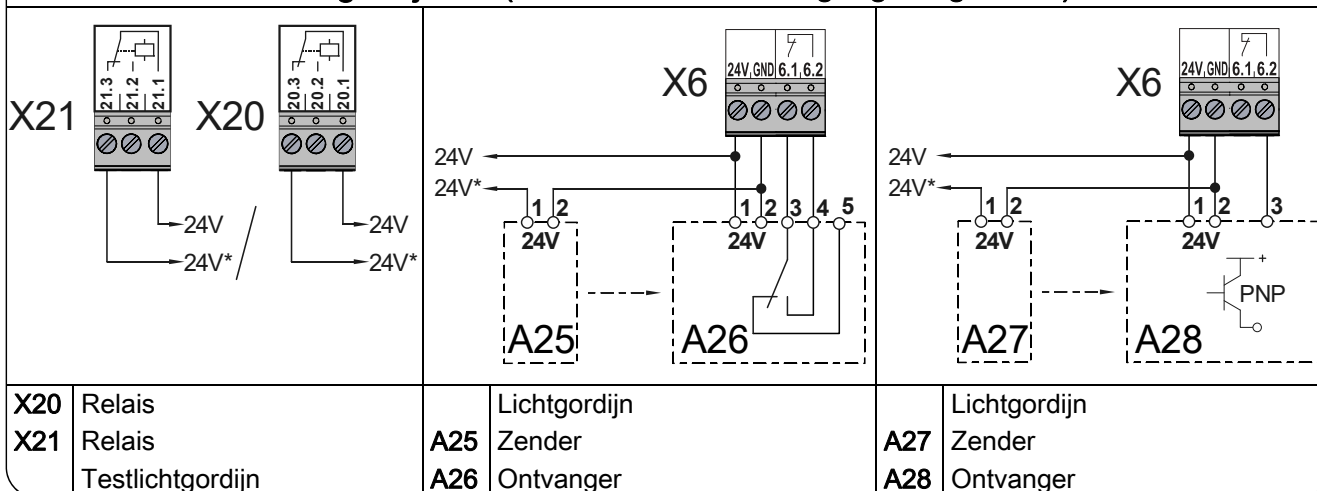 X21
21.3 21.2 21.1
24V
24V*
X20
20.3 20.2 20.1
24V
24V*
X6
24V GND 6.1 6.2
24V
24V*
1 2
24V
A25
1 2 3 4 5
24V
A26
X6
24V GND 6.1 6.2
24V
24V*
1 2
24V
A27
1 2 3
24V
+
PNP
A28
X20 Relais
X21 Relais
Testlichtgordijn
Lichtgordijn
A25 Zender
A26 Ontvanger
Lichtgordijn
A27 Zender
A28 Ontvanger